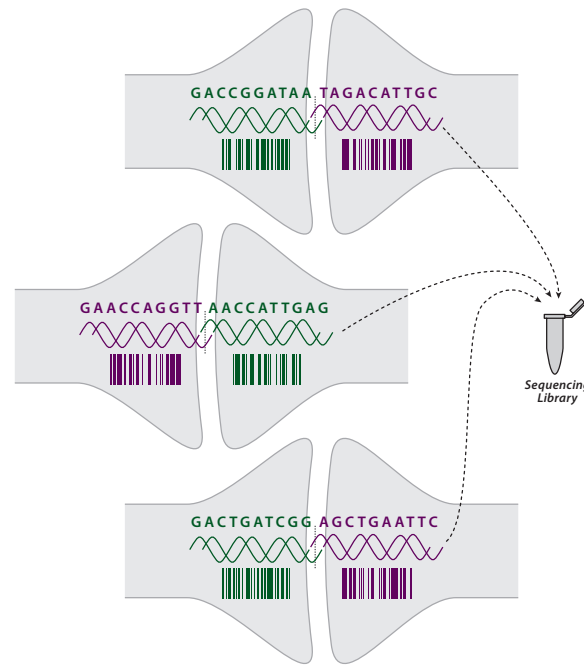 GACCGGATAA TAGACATTGC
GAACCAGGTT AACCATTGAG
Sequencing
Library
GACTGATCGG AGCTGAATTC